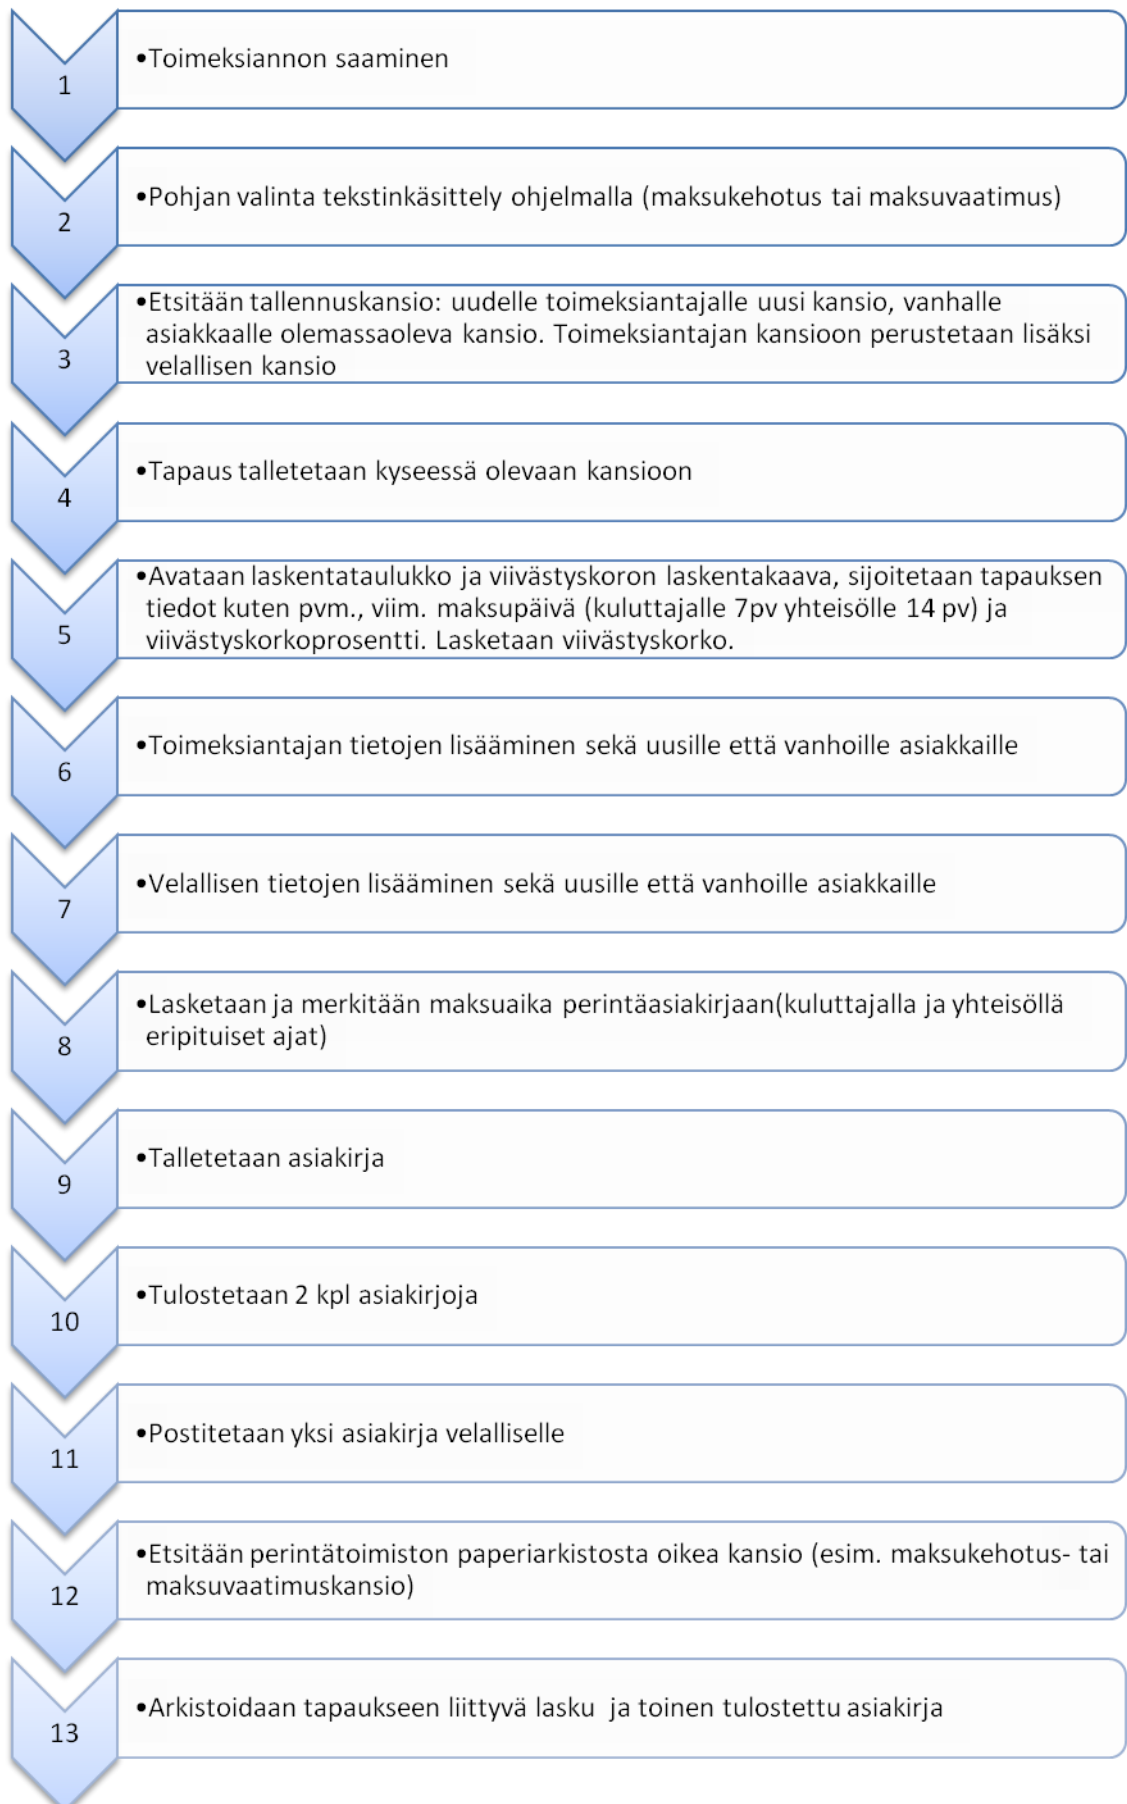 1
•Toimeksiannon saaminen
2
•Pohjan valinta tekstinkäsittely ohjelmalla (maksukehotus tai maksuvaatimus)
3
•Etsitään tallennuskansio: uudelle toimeksiantajalle uusi kansio, vanhalle
asiakkaalle olemassaoleva kansio. Toimeksiantajan kansioon perustetaan lisäksi
velallisen kansio
4
•Tapaus talletetaan kyseessä olevaan kansioon
5
•Avataan laskentataulukko ja viivästyskoron laskentakaava, sijoitetaan tapauksen
tiedot kuten pvm., viim. maksupäivä (kuluttajalle 7pv yhteisölle 14 pv) ja
viivästyskorkoprosentti. Lasketaan viivästyskorko.
6
•Toimeksiantajan tietojen lisääminen sekä uusille että vanhoille asiakkaille
7
•Velallisen tietojen lisääminen sekä uusille että vanhoille asiakkaille
8
•Lasketaan ja merkitään maksuaika perintäasiakirjaan(kuluttajalla ja yhteisöllä
eripituiset ajat)
9
•Talletetaan asiakirja
10
•Tulostetaan 2 kpl asiakirjoja
11
•Postitetaan yksi asiakirja velalliselle
12
•Etsitään perintätoimiston paperiarkistosta oikea kansio (esim. maksukehotus- tai
maksuvaatimuskansio)
13
•Arkistoidaan tapaukseen liittyvä lasku  ja toinen tulostettu asiakirja